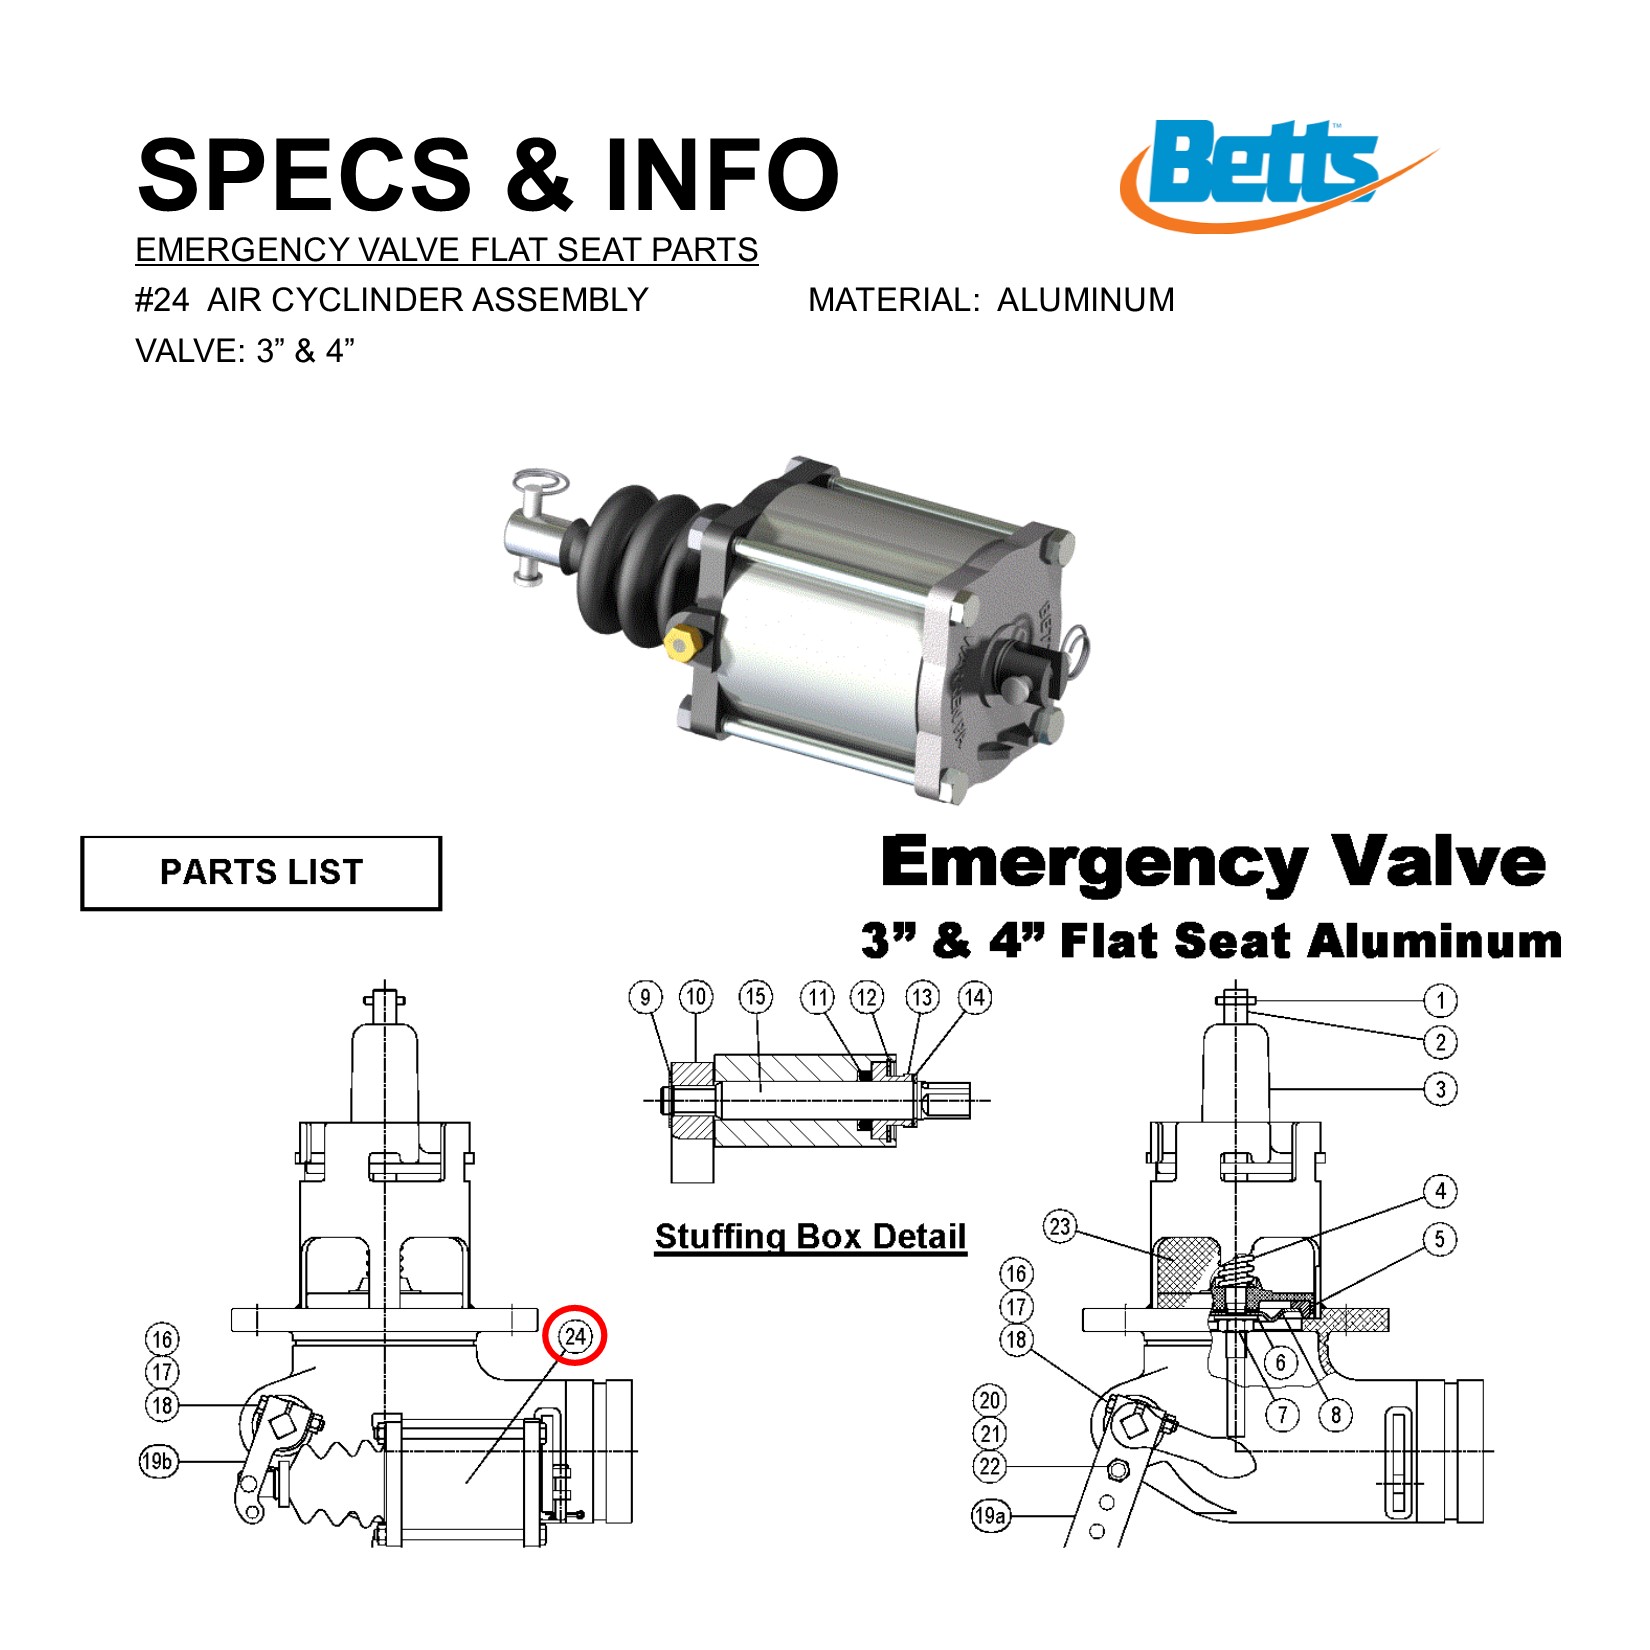 SPECS & INFO
Betts™
EMERGENCY VALVE FLAT SEAT PARTS
#24 AIR CYCLINDER ASSEMBLY MATERIAL: ALUMINUM
VALVE: 3” & 4”
PARTS LIST
Emergency Valve
3” & 4” Flat Seat Aluminum
9 10 15 11 12 13 14
1
2
3
4
5
23
Stuffing Box Detail
16
17
18
24
16
17
18
6
7
8
19b
20
21
22
19a